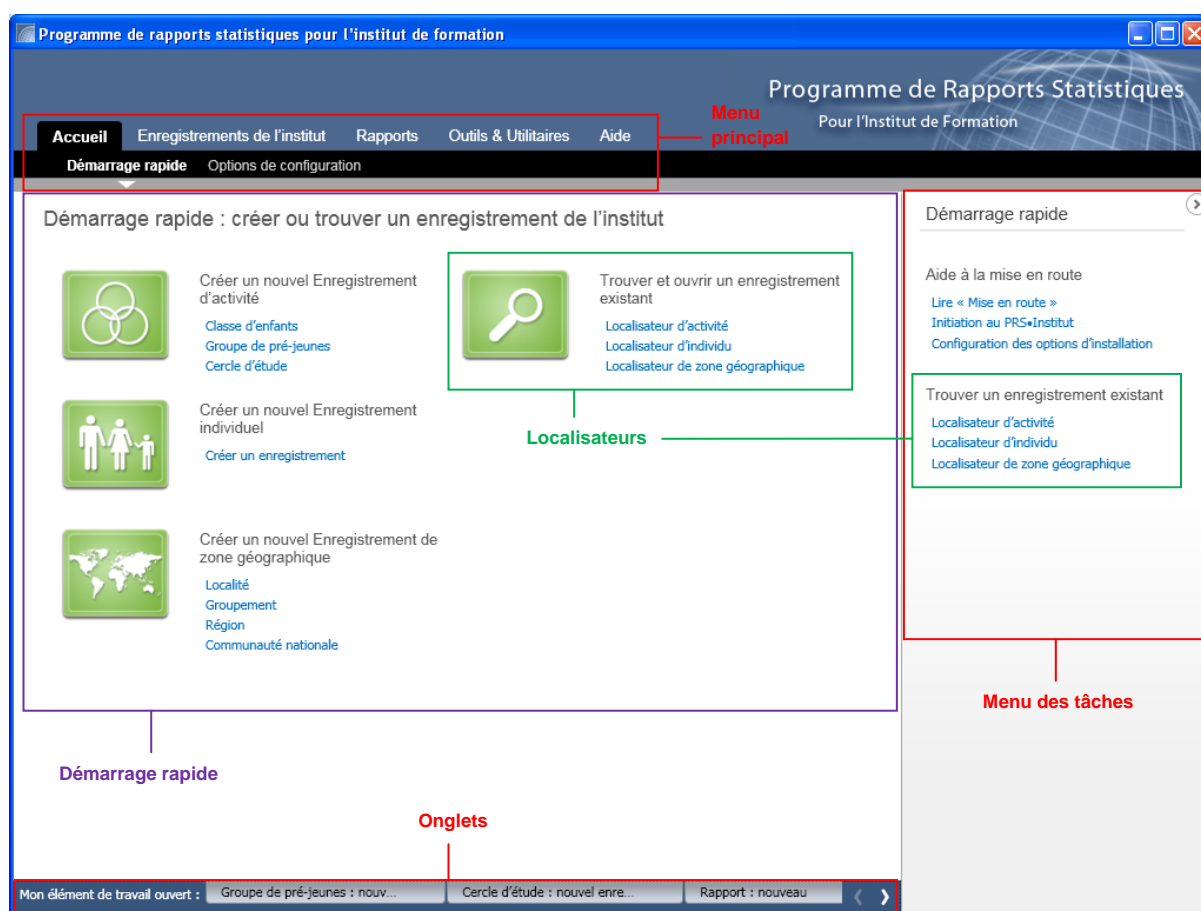 Programme de rapports statistiques pour l'institut de formation
Programme de Rapports Statistiques
Pour l'Institut de Formation
Menu
principal
Accueil Enregistrements de l'institut Rapports Outils & Utilitaires Aide
Démarrage rapide Options de configuration
Démarrage rapide : créer ou trouver un enregistrement de l'institut
Créer un nouvel Enregistrement
d'activité
Classe d'enfants
Groupe de pré-jeunes
Cercle d'étude
Trouver et ouvrir un enregistrement
existant
Localisateur d'activité
Localisateur d'individu
Localisateur de zone géographique
Créer un nouvel Enregistrement
individuel
Créer un enregistrement
Localisateurs
Créer un nouvel Enregistrement de
zone géographique
Localité
Groupement
Région
Communauté nationale
Démarrage rapide
Aide à la mise en route
Lire « Mise en route »
Initiation au PRS•Institut
Configuration des options d'installation
Trouver un enregistrement existant
Localisateur d'activité
Localisateur d'individu
Localisateur de zone géographique
Menu des tâches
Démarrage rapide
Onglets
Mon élément de travail ouvert : Groupe de pré-jeunes : nouv... Cercle d'étude : nouvel enre... Rapport : nouveau